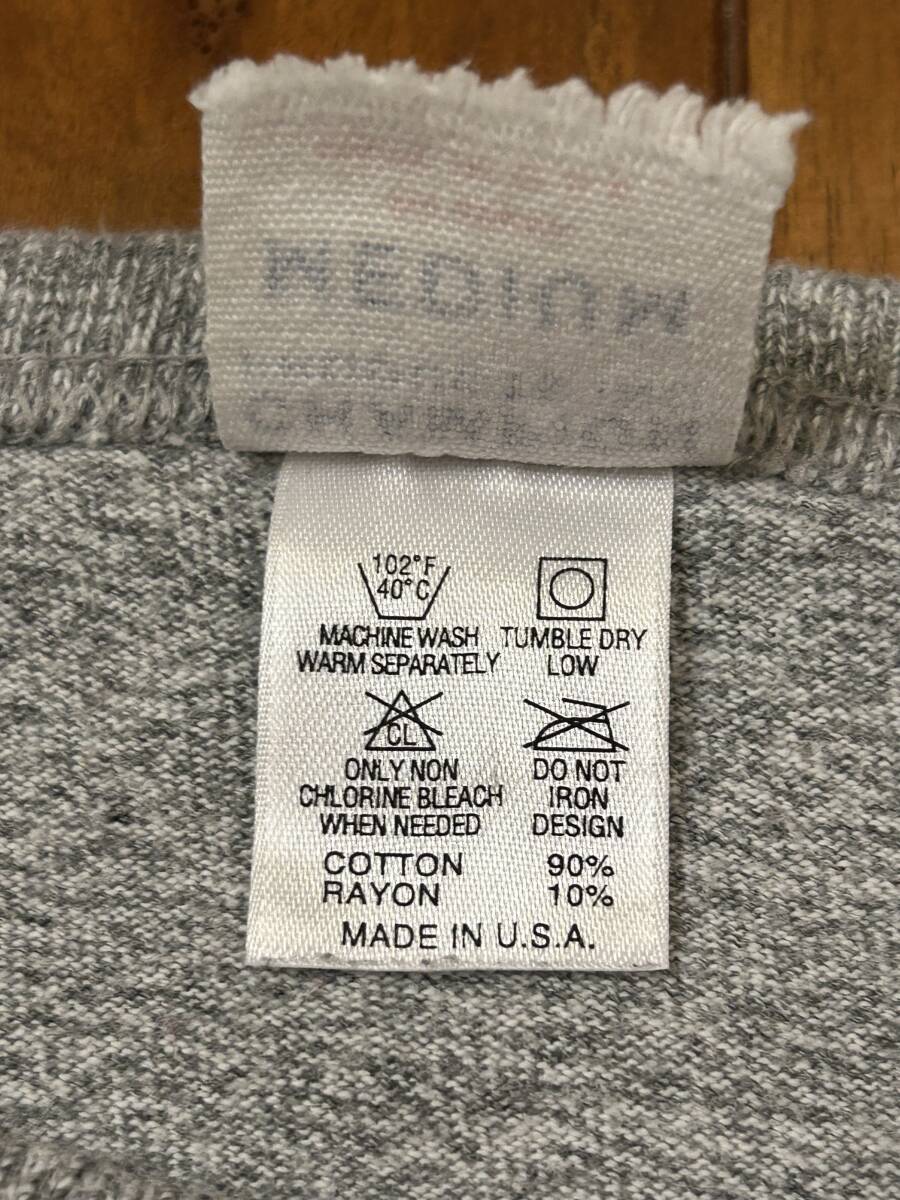 MEDIUM
102°F
40°C
MACHINE WASH
WARM SEPARATELY
TUMBLE DRY
LOW
CL
ONLY NON
CHLORINE BLEACH
WHEN NEEDED
DO NOT
IRON
DESIGN
COTTON 90%
RAYON 10%
MADE IN U.S.A.